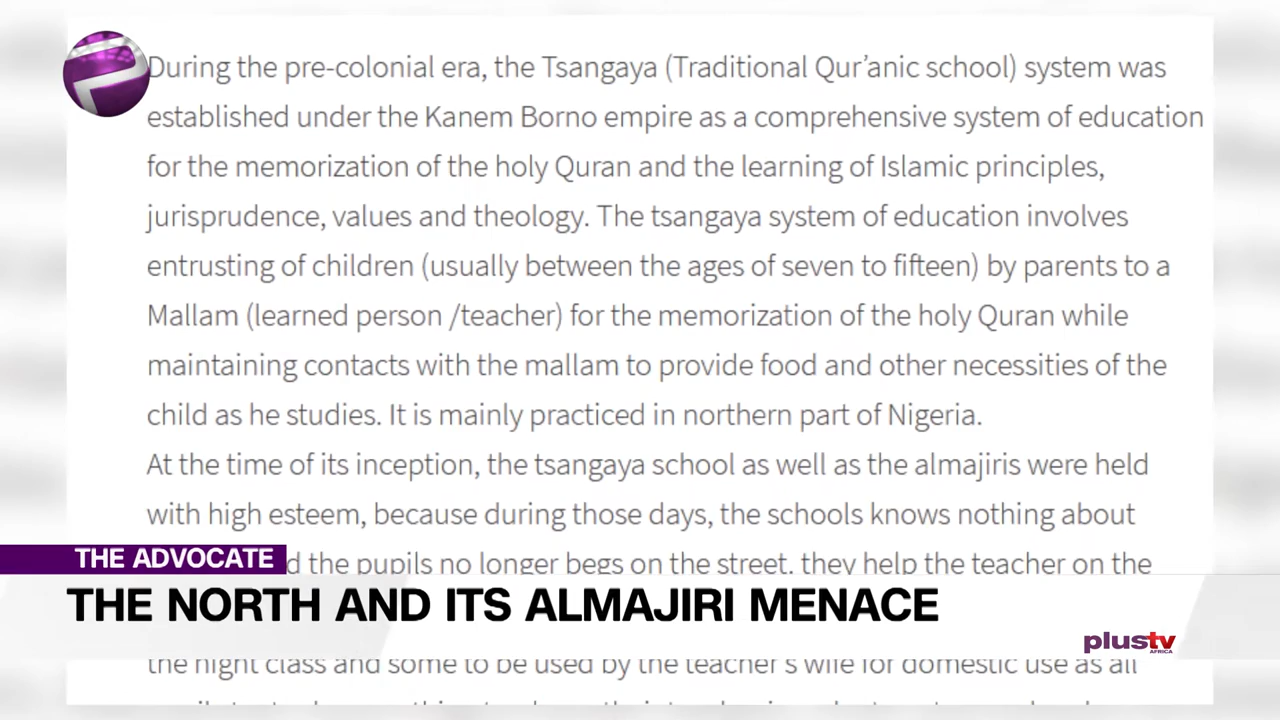 During the pre-colonial era, the Tsangaya (Traditional Qur’anic school) system was
established under the Kanem Borno empire as a comprehensive system of education
for the memorization of the holy Quran and the learning of Islamic principles,
jurisprudence, values and theology. The tsangaya system of education involves
entrusting of children (usually between the ages of seven to fifteen) by parents to a
Mallam (learned person /teacher) for the memorization of the holy Quran while
maintaining contacts with the mallam to provide food and other necessities of the
child as he studies. It is mainly practiced in northern part of Nigeria.
At the time of its inception, the tsangaya school as well as the almajiris were held
with high esteem, because during those days, the schools knows nothing about
the pupils no longer begs on the street, they help the teacher on the
THE ADVOCATE
THE NORTH AND ITS ALMAJIRI MENACE
plustv
AFRICA
the night class and some to be used by the teacher's wife for domestic use as all